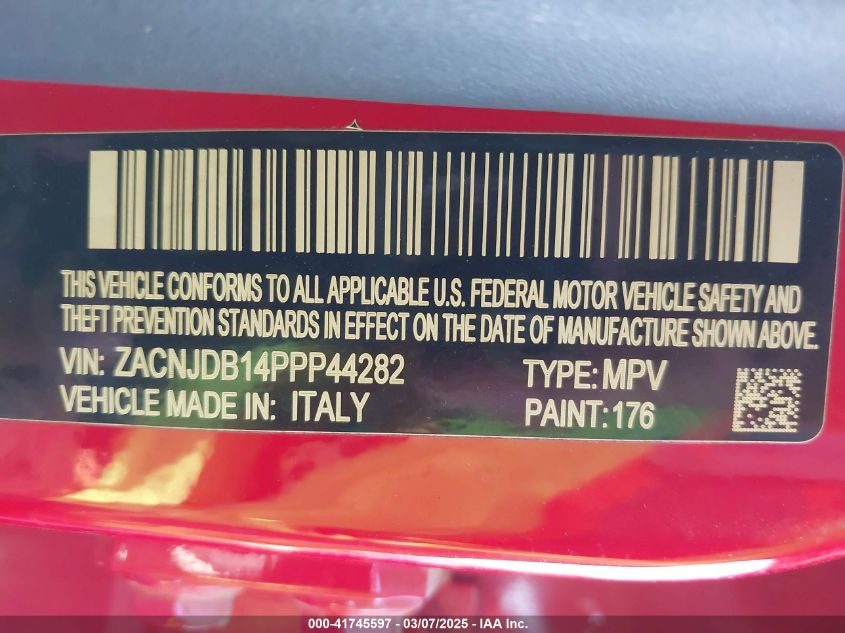 THIS VEHICLE CONFORMS TO ALL APPLICABLE U.S. FEDERAL MOTOR VEHICLE SAFETY AND
THEFT PREVENTION STANDARDS IN EFFECT ON THE DATE OF MANUFACTURE SHOWN ABOVE.
VIN: ZACNJDB14PPP44282 TYPE: MPV
VEHICLE MADE IN: ITALY PAINT: 176
000-41745597 - 03/07/2025 - IAA Inc.